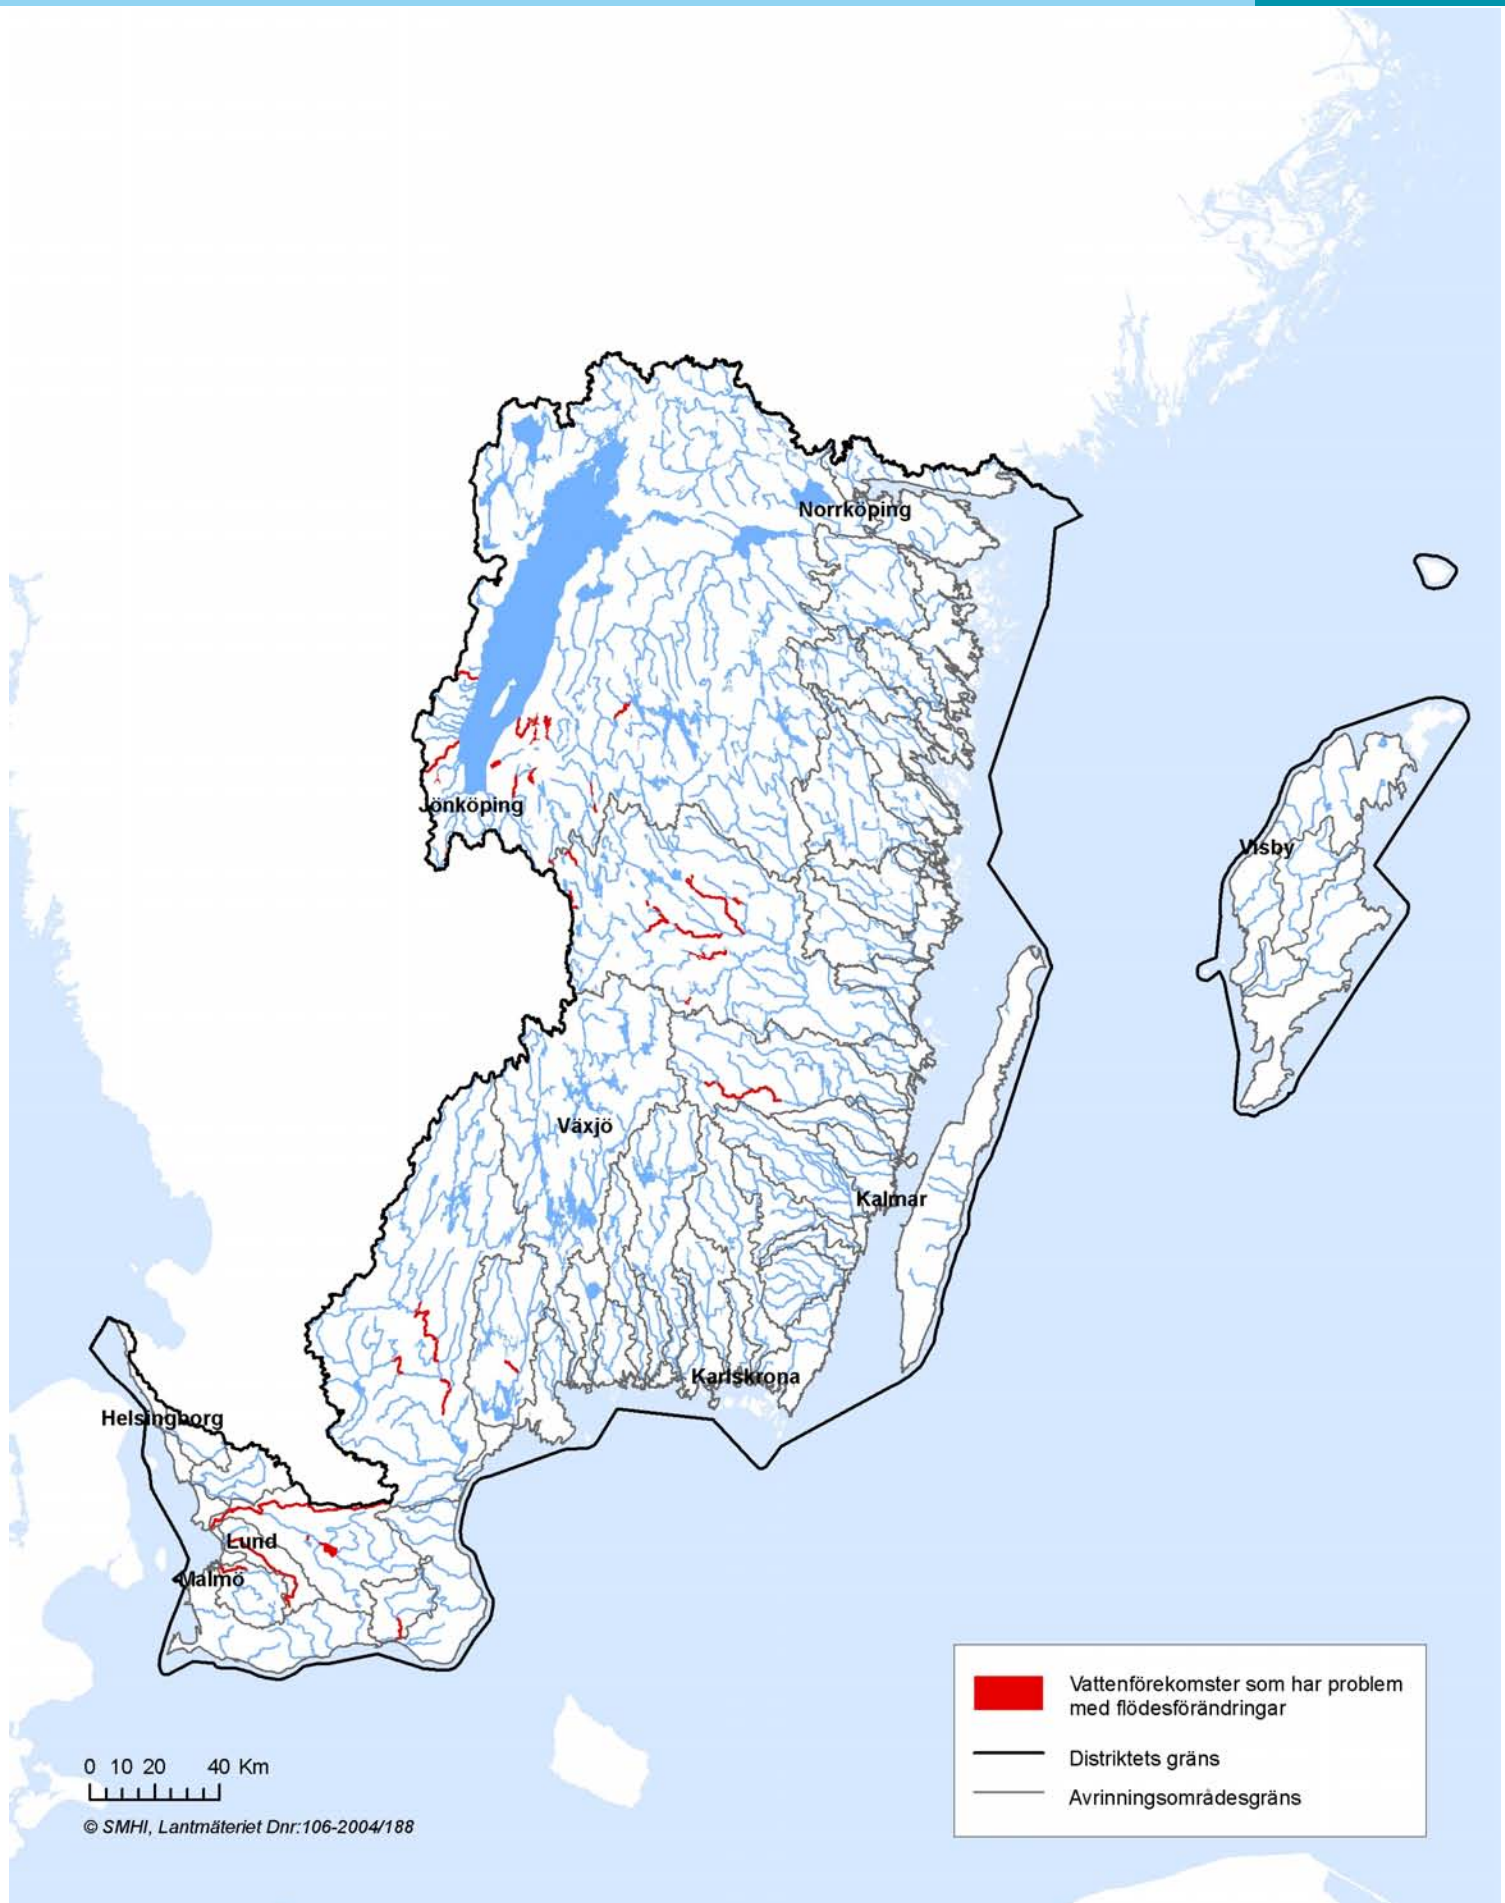 Norrköping
Jönköping
Visby
Växjö
Kalmar
Karlskrona
Helsingborg
Lund
Malmö
Vattenförekomster som har problem
med flödesförändringar
Distriktets gräns
Avrinningsområdesgräns
0 10 20 40 Km
© SMHI, Lantmäteriet Dnr:106-2004/188